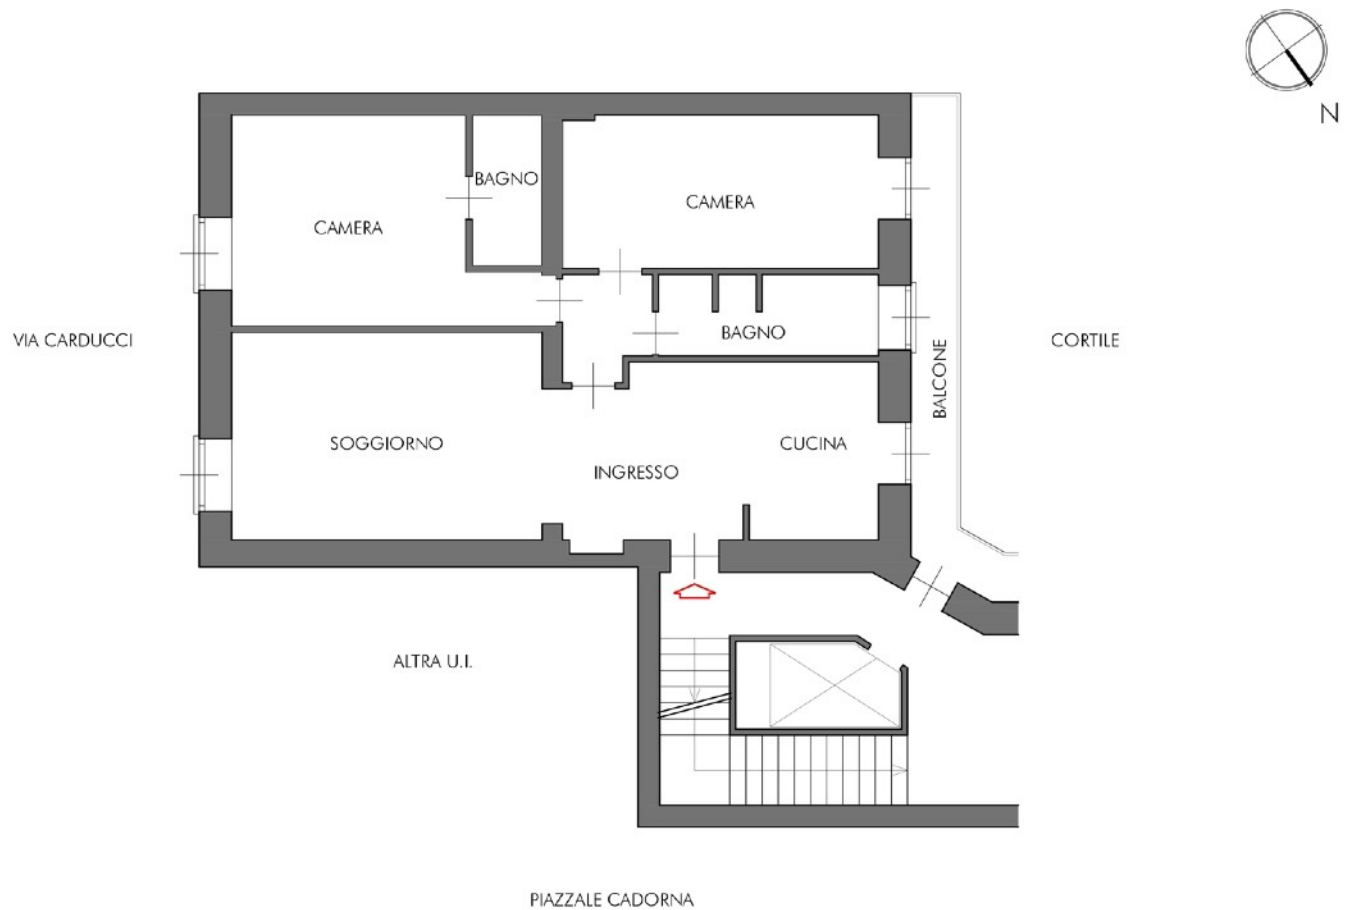 N
BAGNO
CAMERA
CAMERA
BAGNO
VIA CARDUCCI
CORTILE
BALCONE
SOGGIORNO
CUCINA
INGRESSO
ALTRA U.I.
PIAZZALE CADORNA